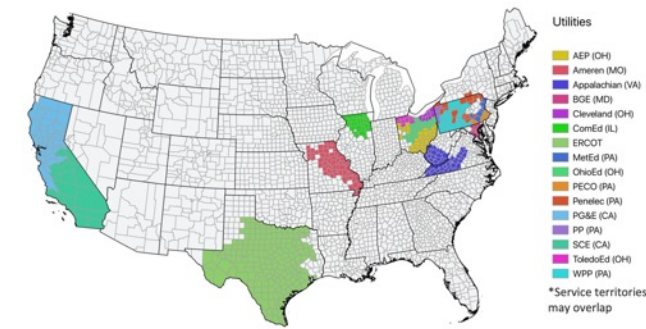 Utilities
AEP (OH)
Ameren (MO)
Appalachian (VA)
BGE (MD)
Cleveland (OH)
ComEd (IL)
ERCOT
MetEd (PA)
OhioEd (OH)
PECO (PA)
Penelec (PA)
PG&E (CA)
PP (PA)
SCE (CA)
ToledoEd (OH)
WPP (PA)
*Service territories
may overlap